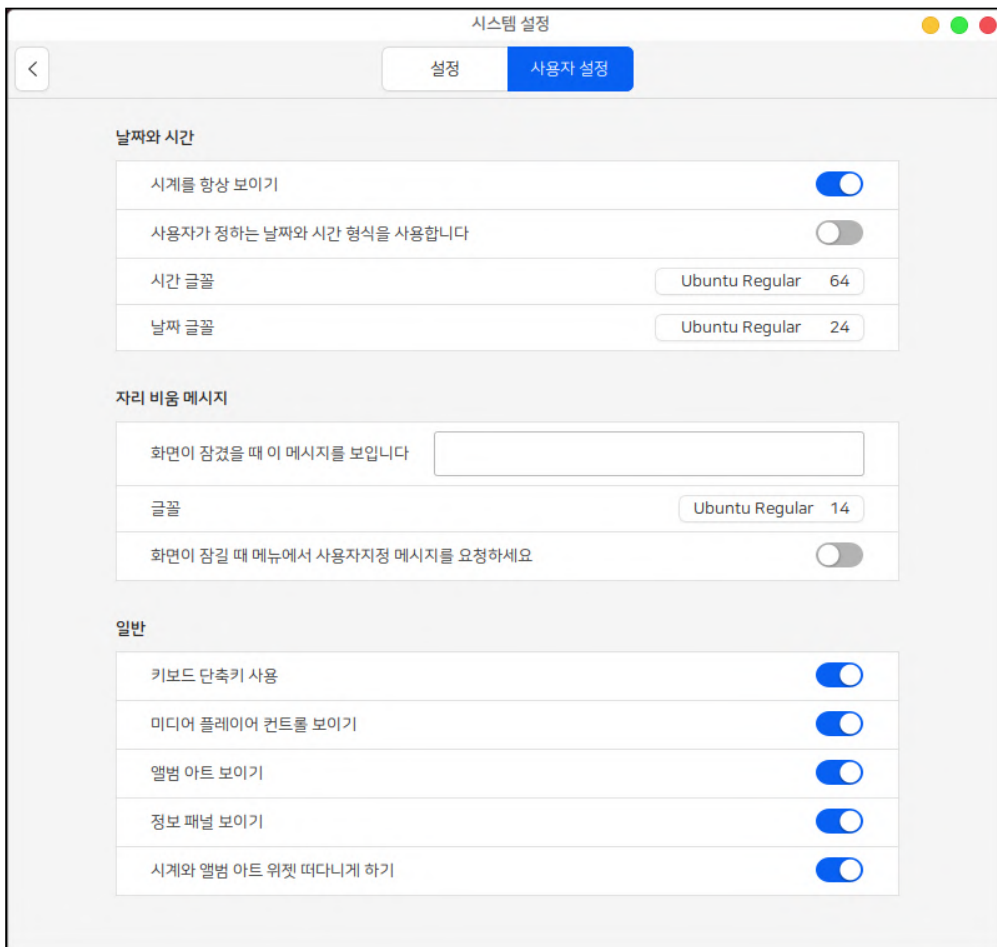 시스템 설정
설정
사용자 설정
날짜와 시간
시계를 항상 보이기
사용자가 정하는 날짜와 시간 형식을 사용합니다
시간 글꼴 Ubuntu Regular 64
날짜 글꼴 Ubuntu Regular 24
자리 비움 메시지
화면이 잠겼을 때 이 메시지를 보입니다
글꼴 Ubuntu Regular 14
화면이 잠길 때 메뉴에서 사용자지정 메시지를 요청하세요
일반
키보드 단축키 사용
미디어 플레이어 컨트롤 보이기
앨범 아트 보이기
정보 패널 보이기
시계와 앨범 아트 위젯 떠다니게 하기